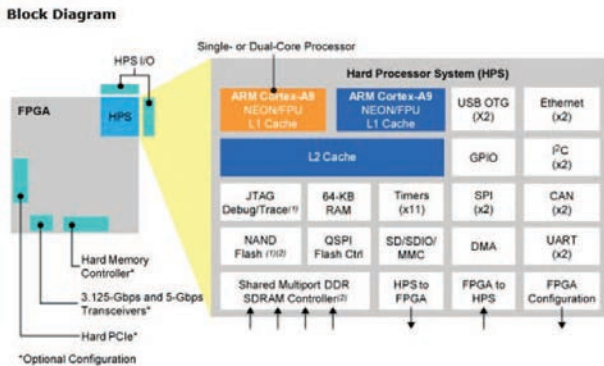 Block Diagram
Single- or Dual-Core Processor
HPS I/O
FPGA
HPS
Hard Memory
Controller*
3.125-Gbps and 5-Gbps
Transceivers*
Hard PCIe*
*Optional Configuration
Hard Processor System (HPS)
ARM Cortex-A9
NEON/FPU
L1 Cache
ARM Cortex-A9
NEON/FPU
L1 Cache
USB OTG
(X2)
Ethernet
(x2)
L2 Cache
GPIO
I²C
(x2)
JTAG
Debug/Trace(1)
64-KB
RAM
Timers
(x11)
SPI
(x2)
CAN
(x2)
NAND
Flash (1)(2)
QSPI
Flash Ctrl
SD/SDIO/
MMC
DMA
UART
(x2)
Shared Multiport DDR
SDRAM Controller(2)
HPS to
FPGA
FPGA to
HPS
FPGA
Configuration